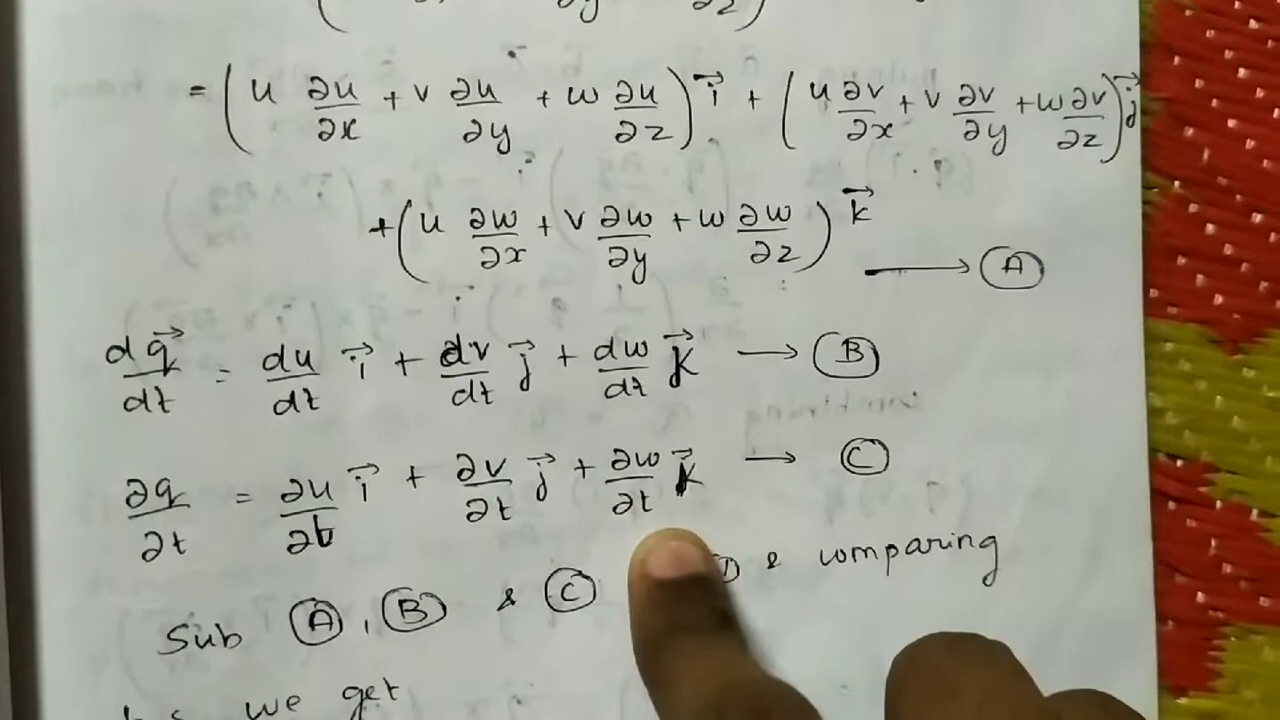 ∂y ∂z )
= ( u ∂u/∂x + v ∂u/∂y + w ∂u/∂z ) i⃗ + ( u ∂v/∂x + v ∂v/∂y + w ∂v/∂z ) j⃗
+ ( u ∂w/∂x + v ∂w/∂y + w ∂w/∂z ) k⃗ ⟶ Ⓐ
dq⃗/dt = du/dt i⃗ + dv/dt j⃗ + dw/dt k⃗ → Ⓑ
∂q/∂t = ∂u/∂t i⃗ + ∂v/∂t j⃗ + ∂w/∂t k⃗ → Ⓒ
Sub Ⓐ, Ⓑ & Ⓒ & comparing
we get